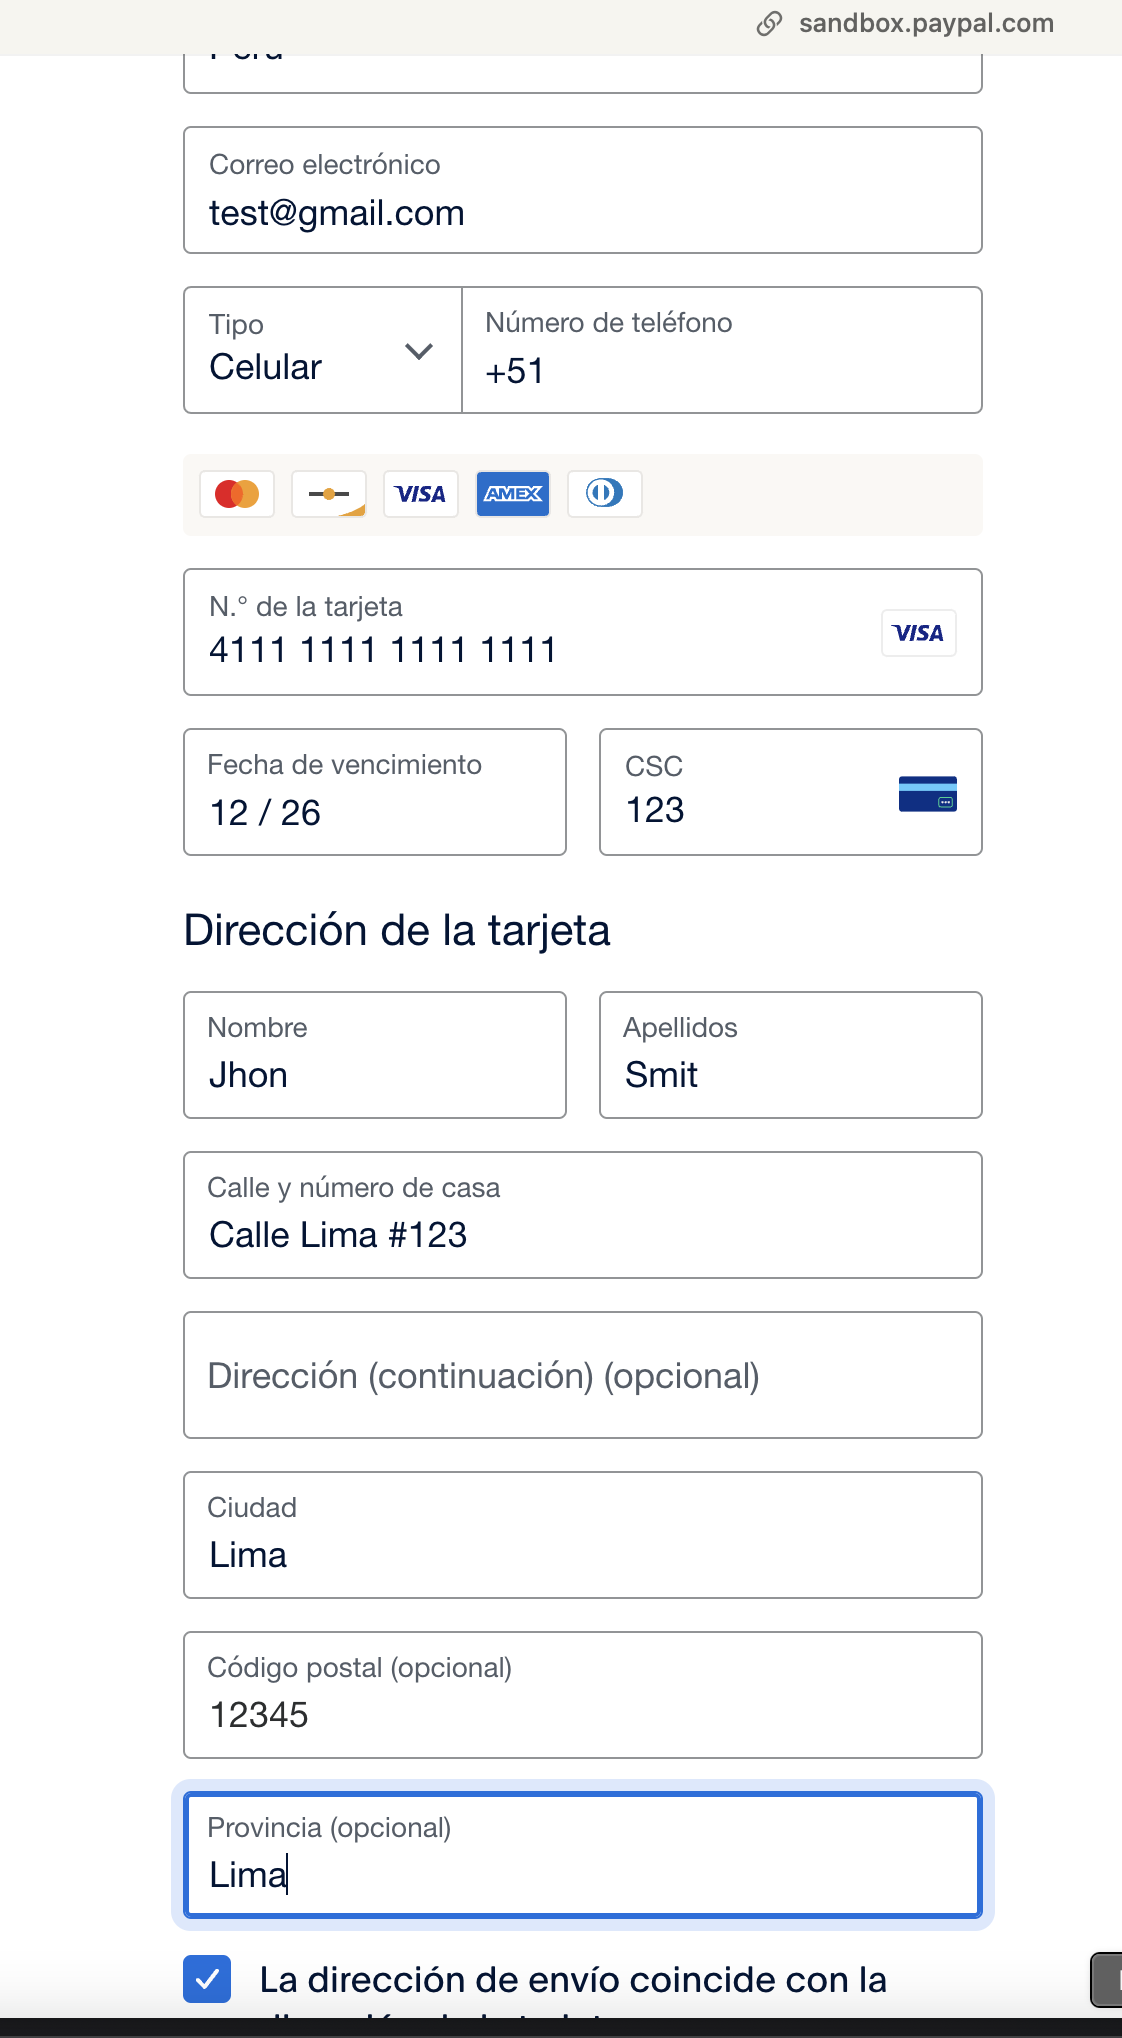 sandbox.paypal.com
Perú
Correo electrónico
test@gmail.com
Tipo
Celular
Número de teléfono
+51
VISA
AMEX
N.° de la tarjeta
4111 1111 1111 1111
VISA
Fecha de vencimiento
12 / 26
CSC
123
Dirección de la tarjeta
Nombre
Jhon
Apellidos
Smit
Calle y número de casa
Calle Lima #123
Dirección (continuación) (opcional)
Ciudad
Lima
Código postal (opcional)
12345
Provincia (opcional)
Lima
La dirección de envío coincide con la